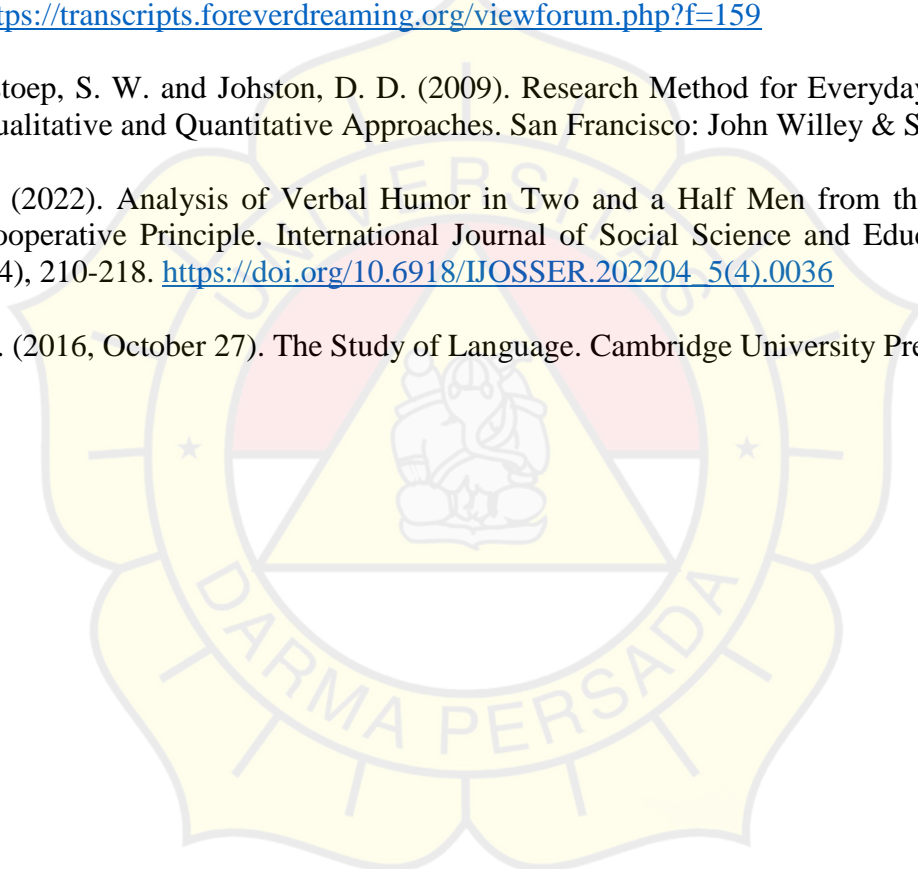 ttps://transcripts.foreverdreaming.org/viewforum.php?f=159
toep, S. W. and Johston, D. D. (2009). Research Method for Everyday
ualitative and Quantitative Approaches. San Francisco: John Willey & S
(2022). Analysis of Verbal Humor in Two and a Half Men from th
ooperative Principle. International Journal of Social Science and Educ
4), 210-218. https://doi.org/10.6918/IJOSSER.202204_5(4).0036
. (2016, October 27). The Study of Language. Cambridge University Pre
UNIVERSITAS
DARMA PERSADA